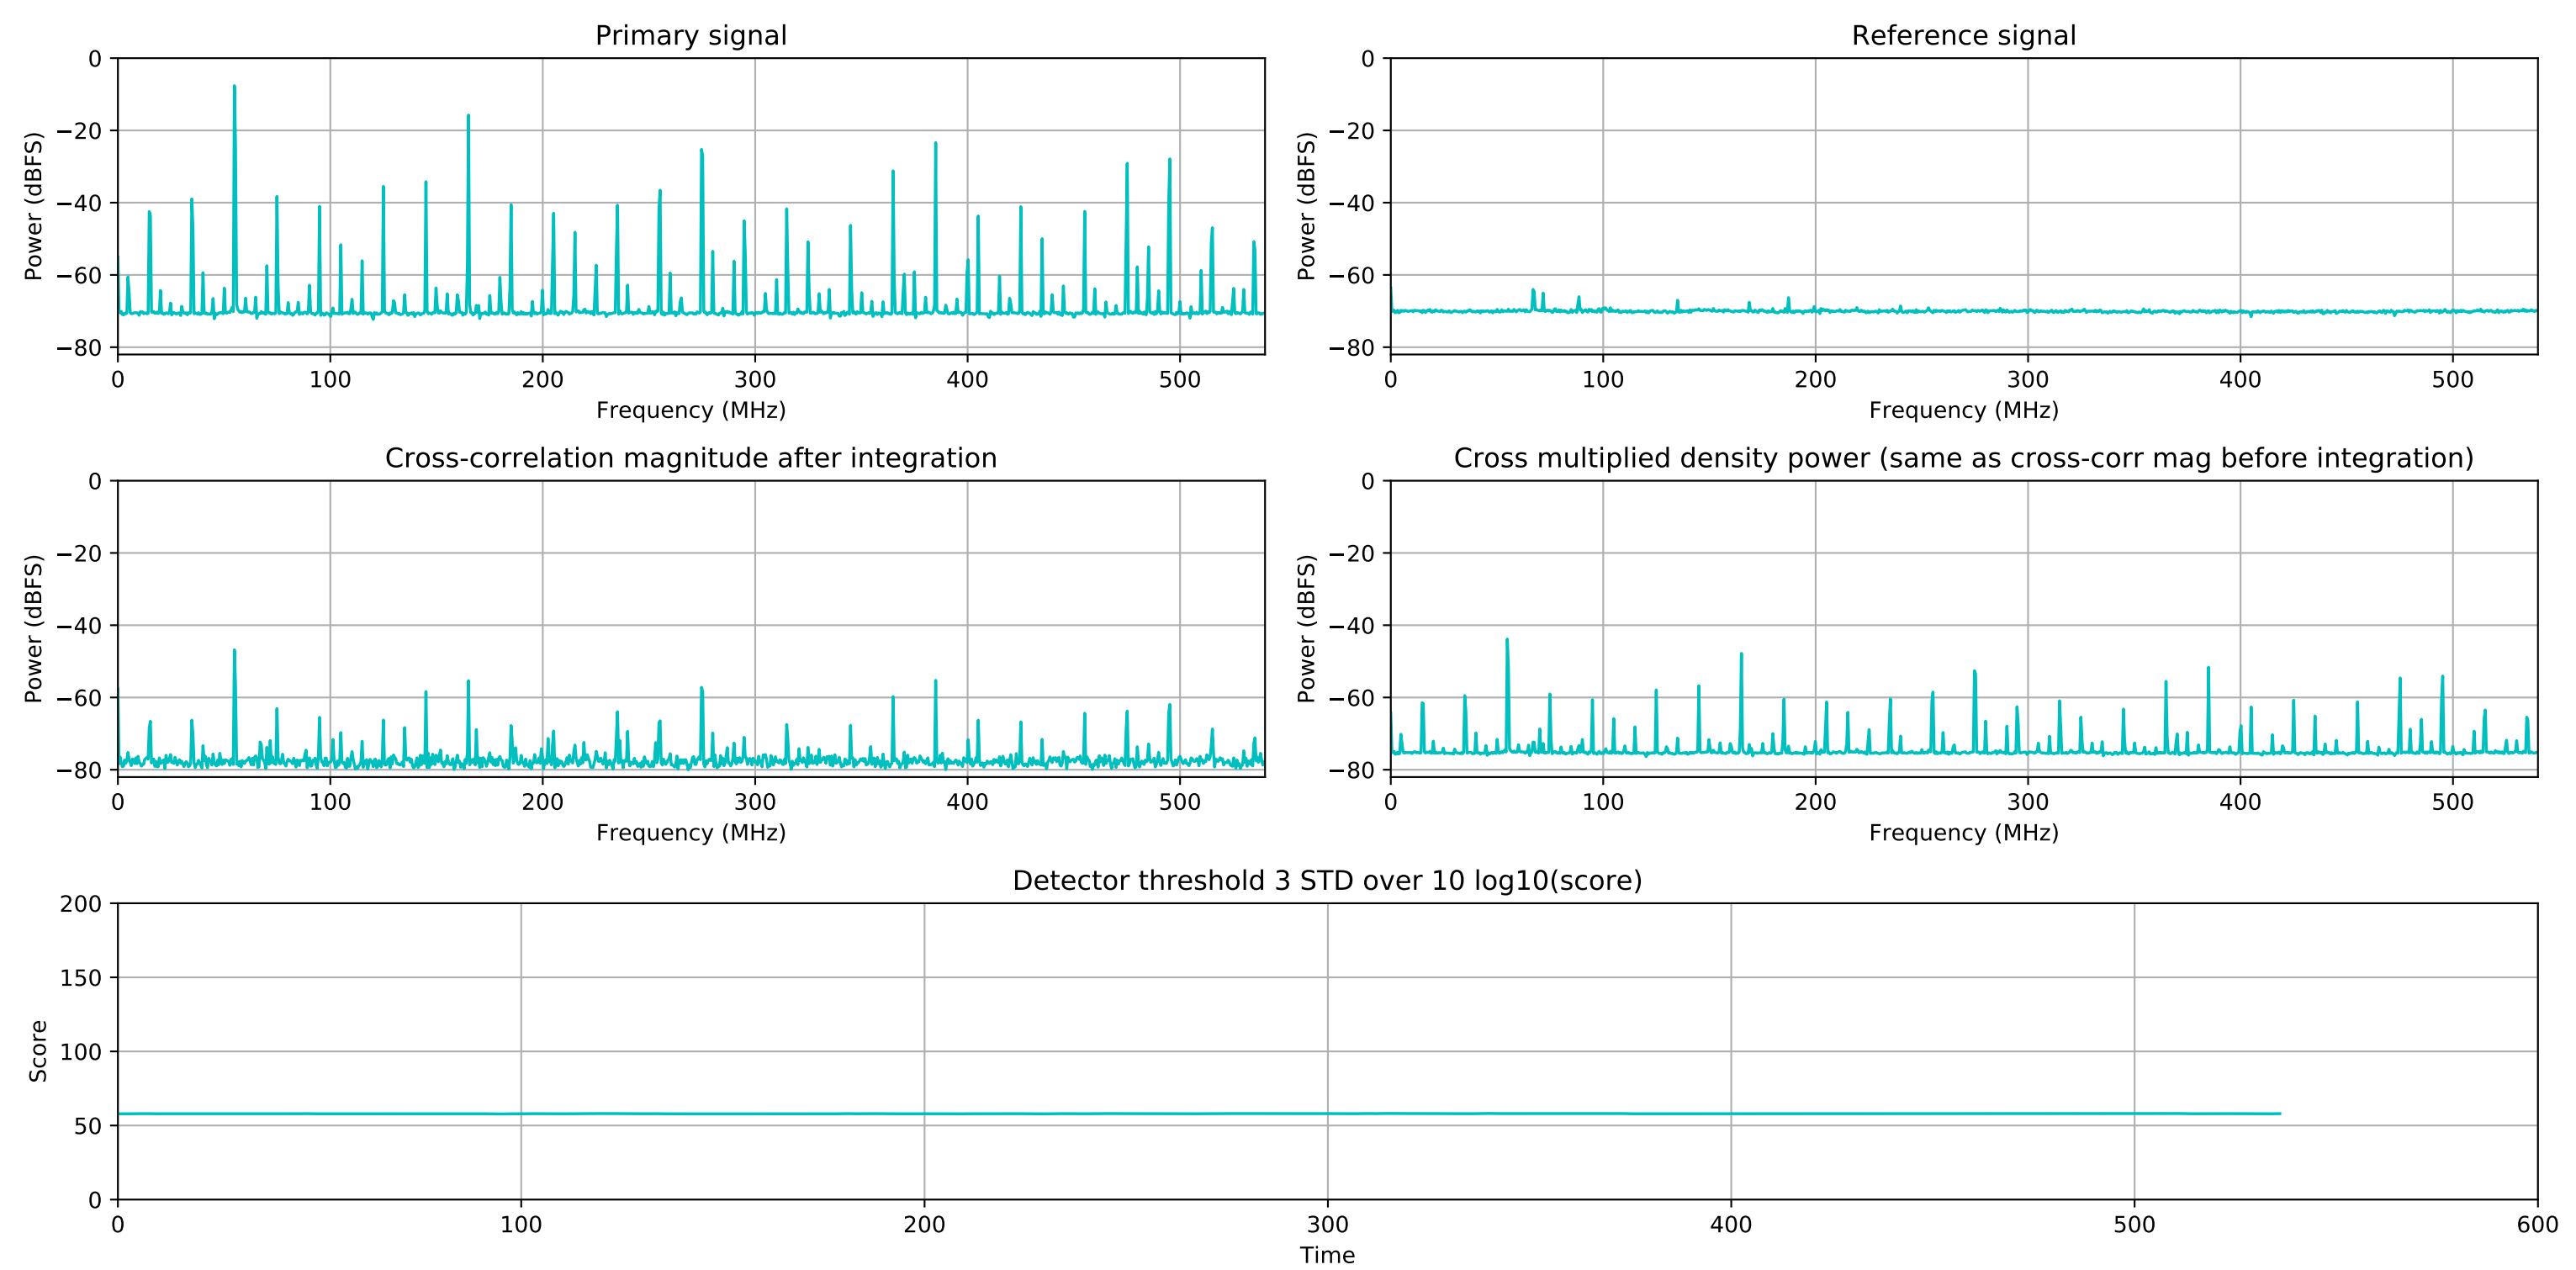 Primary signal
Reference signal
0
−20
−40
−60
−80
Power (dBFS)
0 100 200 300 400 500
Frequency (MHz)
0
−20
−40
−60
−80
Power (dBFS)
0 100 200 300 400 500
Frequency (MHz)
Cross-correlation magnitude after integration
Cross multiplied density power (same as cross-corr mag before integration)
0
−20
−40
−60
−80
Power (dBFS)
0 100 200 300 400 500
Frequency (MHz)
0
−20
−40
−60
−80
Power (dBFS)
0 100 200 300 400 500
Frequency (MHz)
Detector threshold 3 STD over 10 log10(score)
200
150
100
50
0
Score
0 100 200 300 400 500 600
Time